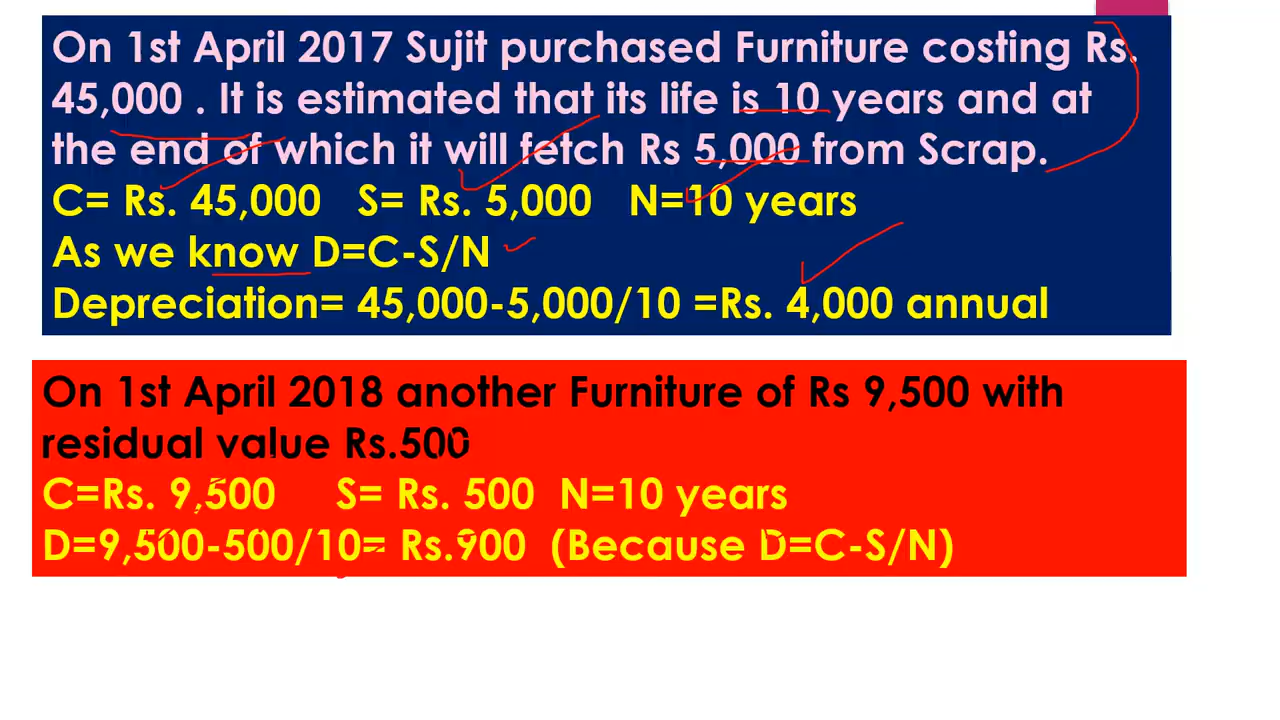 On 1st April 2017 Sujit purchased Furniture costing Rs.
45,000 . It is estimated that its life is 10 years and at
the end of which it will fetch Rs 5,000 from Scrap.
C= Rs. 45,000 S= Rs. 5,000 N=10 years
As we know D=C-S/N
Depreciation= 45,000-5,000/10 =Rs. 4,000 annual
On 1st April 2018 another Furniture of Rs 9,500 with
residual value Rs.500
C=Rs. 9,500 S= Rs. 500 N=10 years
D=9,500-500/10= Rs.900 (Because D=C-S/N)